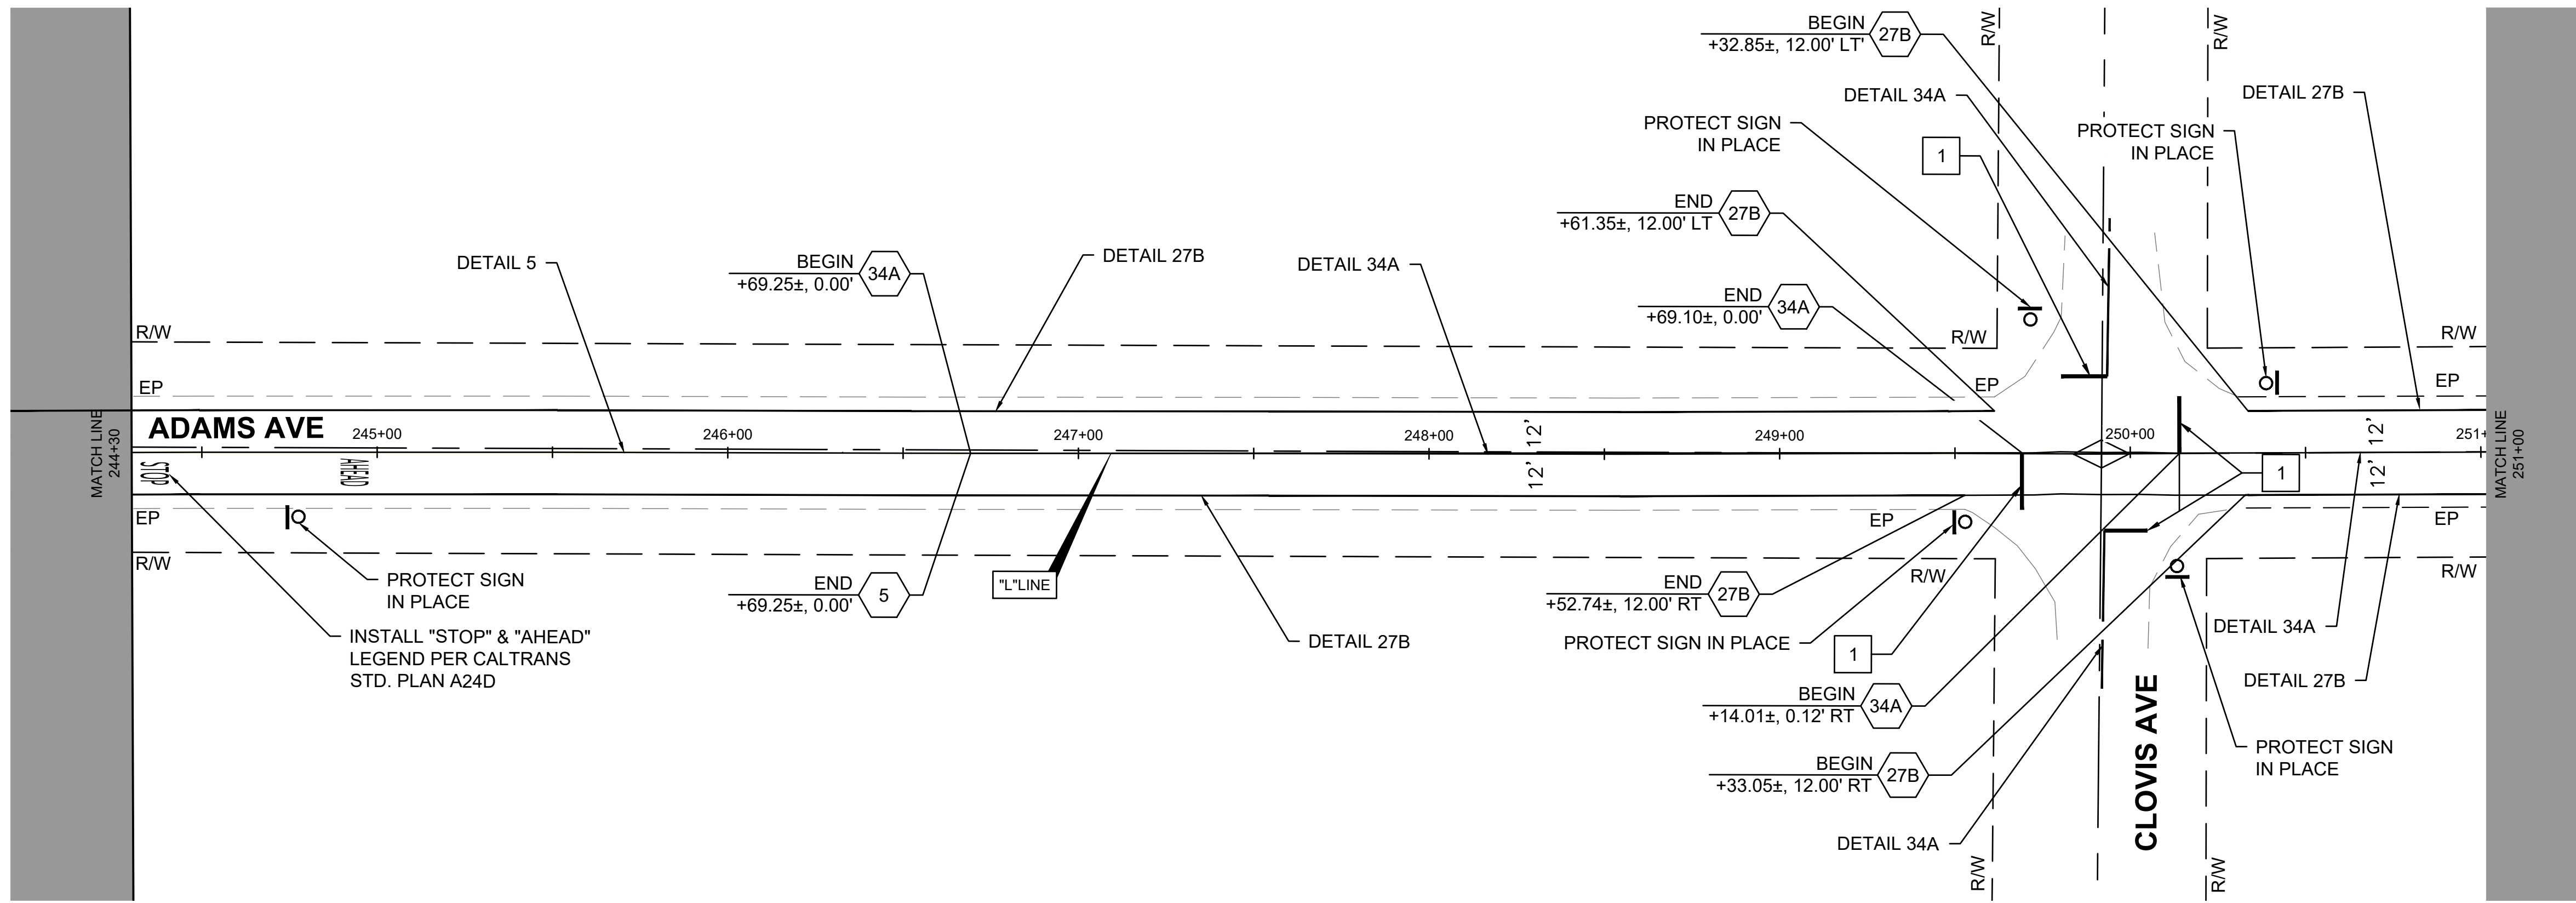 BEGIN
+32.85±, 12.00' LT'
27B
R/W
R/W
DETAIL 34A
DETAIL 27B
PROTECT SIGN
IN PLACE
PROTECT SIGN
IN PLACE
1
END
+61.35±, 12.00' LT
27B
DETAIL 5
BEGIN
+69.25±, 0.00'
34A
DETAIL 27B
DETAIL 34A
END
+69.10±, 0.00'
34A
R/W
R/W
R/W
EP
EP
EP
MATCH LINE
244+30
ADAMS AVE
245+00
246+00
247+00
248+00
12'
12'
249+00
250+00
12'
12'
251+
MATCH LINE
251+00
STOP
AHEAD
1
EP
EP
EP
R/W
R/W
R/W
PROTECT SIGN
IN PLACE
END
+69.25±, 0.00'
5
"L"LINE
END
+52.74±, 12.00' RT
27B
INSTALL "STOP" & "AHEAD"
LEGEND PER CALTRANS
STD. PLAN A24D
DETAIL 27B
PROTECT SIGN IN PLACE
1
DETAIL 34A
DETAIL 27B
BEGIN
+14.01±, 0.12' RT
34A
BEGIN
+33.05±, 12.00' RT
27B
CLOVIS AVE
PROTECT SIGN
IN PLACE
DETAIL 34A
R/W
R/W